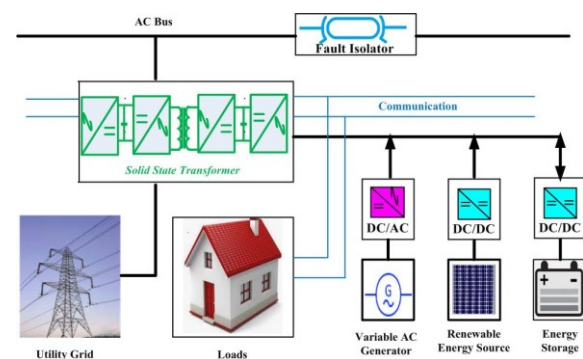 AC Bus
Fault Isolator
Communication
Solid State Transformer
DC/AC
DC/DC
DC/DC
G
+ -
Utility Grid
Loads
Variable AC
Generator
Renewable
Energy Source
Energy
Storage